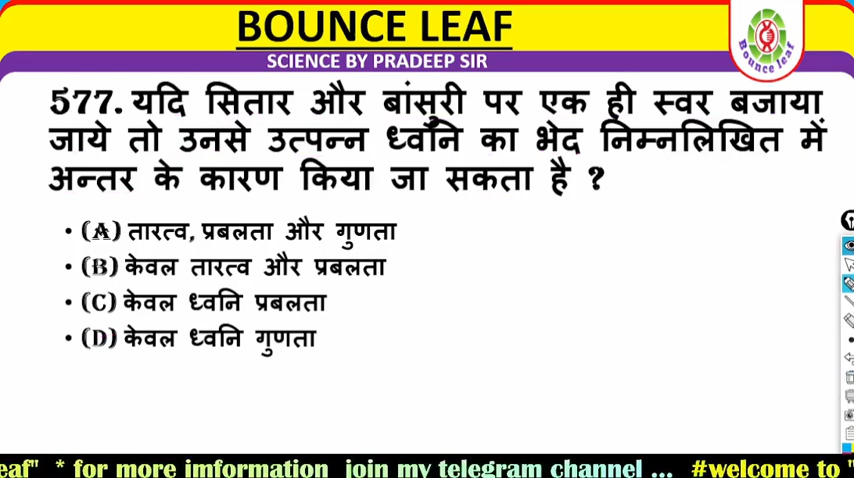 BOUNCE LEAF
SCIENCE BY PRADEEP SIR
Bounce leaf
577. यदि सितार और बांसुरी पर एक ही स्वर बजाया
जाये तो उनसे उत्पन्न ध्वनि का भेद निम्नलिखित में
अन्तर के कारण किया जा सकता है ?
• (A) तारत्व, प्रबलता और गुणता
• (B) केवल तारत्व और प्रबलता
• (C) केवल ध्वनि प्रबलता
• (D) केवल ध्वनि गुणता
eaf" * for more imformation join my telegram channel ... #welcome to "